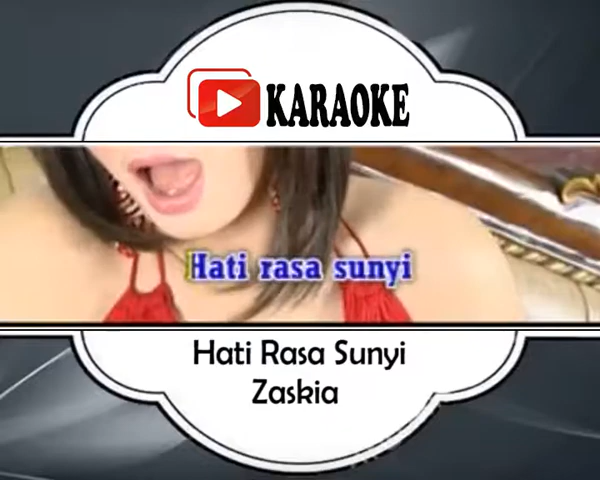 KARAOKE
Hati rasa sunyi
Hati Rasa Sunyi
Zaskia